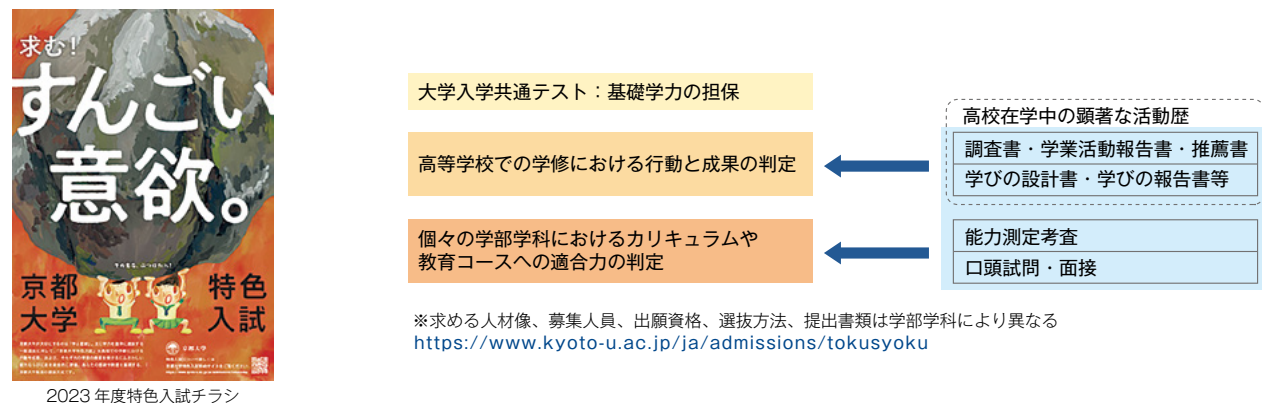 求む！
すんごい
意欲。
京都
大学
特色
入試
京都大学
2023 年度特色入試チラシ
大学入学共通テスト：基礎学力の担保
高等学校での学修における行動と成果の判定
個々の学部学科におけるカリキュラムや
教育コースへの適合力の判定
高校在学中の顕著な活動歴
調査書・学業活動報告書・推薦書
学びの設計書・学びの報告書等
能力測定考査
口頭試問・面接
※求める人材像、募集人員、出願資格、選抜方法、提出書類は学部学科により異なる
https://www.kyoto-u.ac.jp/ja/admissions/tokusyoku